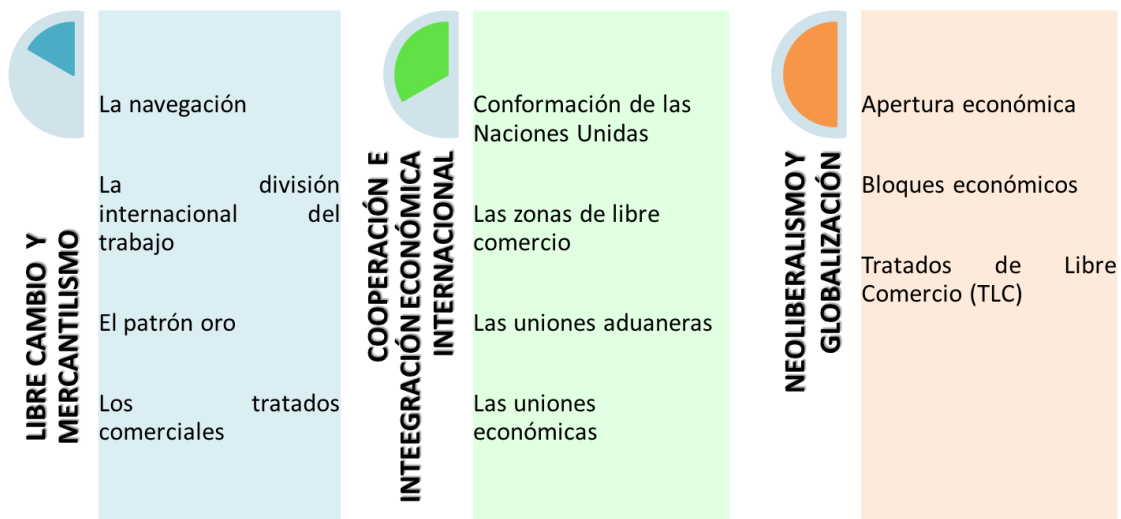 LIBRE CAMBIO Y
MERCANTILISMO
La navegación
La división
internacional del
trabajo
El patrón oro
Los tratados
comerciales
COOPERACIÓN E
INTEEGRACIÓN ECONÓMICA
INTERNACIONAL
Conformación de las
Naciones Unidas
Las zonas de libre
comercio
Las uniones aduaneras
Las uniones
económicas
NEOLIBERALISMO Y
GLOBALIZACIÓN
Apertura económica
Bloques económicos
Tratados de Libre
Comercio (TLC)